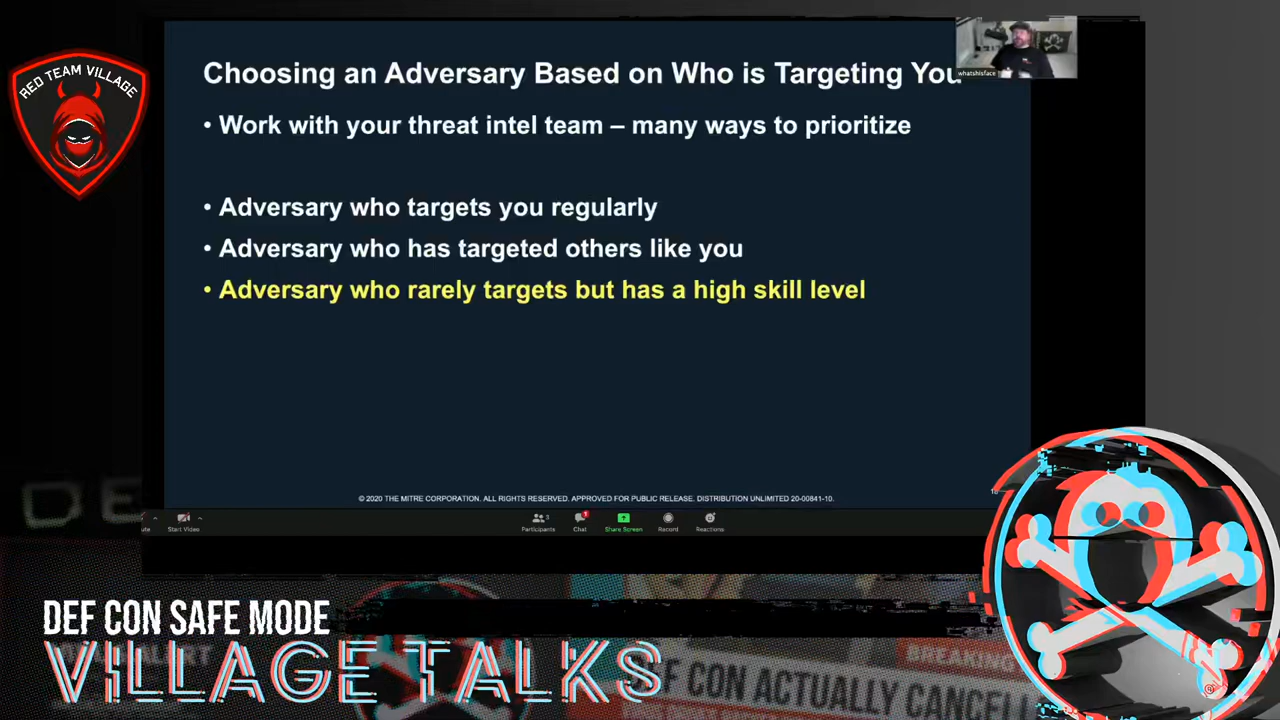 RED TEAM VILLAGE
whatshisface
Choosing an Adversary Based on Who is Targeting You
• Work with your threat intel team – many ways to prioritize
• Adversary who targets you regularly
• Adversary who has targeted others like you
• Adversary who rarely targets but has a high skill level
© 2020 THE MITRE CORPORATION. ALL RIGHTS RESERVED. APPROVED FOR PUBLIC RELEASE. DISTRIBUTION UNLIMITED 20-00841-10.
Start Video
Participants
3
Chat
1
Share Screen
Record
Reactions
DEF CON SAFE MODE
VILLAGE TALKS
DEF CON ACTUALLY CANCELL